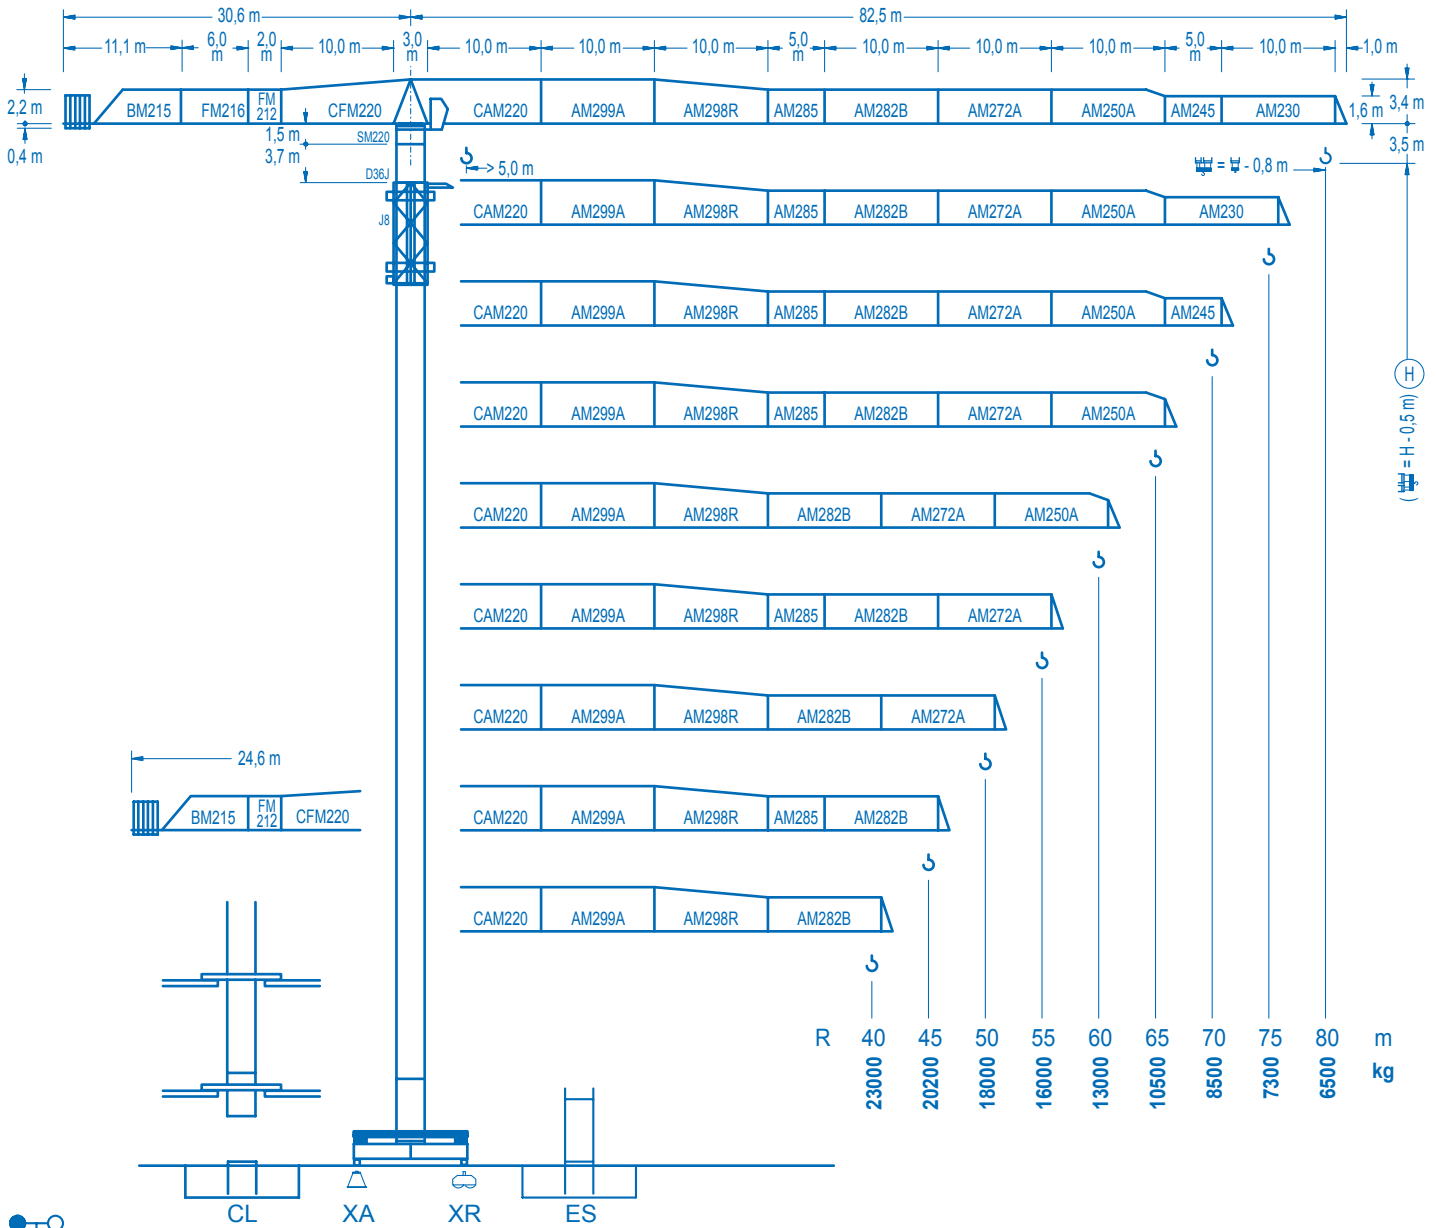 30,6 m 82,5 m
11,1 m 6,0 m 2,0 m 10,0 m 3,0 m 10,0 m 10,0 m 10,0 m 5,0 m 10,0 m 10,0 m 10,0 m 5,0 m 10,0 m 1,0 m
2,2 m BM215 FM216 FM 212 CFM220 CAM220 AM299A AM298R AM285 AM282B AM272A AM250A AM245 AM230 1,6 m 3,4 m
0,4 m 1,5 m SM220 3,5 m
3,7 m > 5,0 m = - 0,8 m
D36J
J8 CAM220 AM299A AM298R AM285 AM282B AM272A AM250A AM230
CAM220 AM299A AM298R AM285 AM282B AM272A AM250A AM245
H
( = H - 0,5 m)
CAM220 AM299A AM298R AM285 AM282B AM272A AM250A
CAM220 AM299A AM298R AM282B AM272A AM250A
CAM220 AM299A AM298R AM285 AM282B AM272A
CAM220 AM299A AM298R AM282B AM272A
24,6 m
BM215 FM 212 CFM220 CAM220 AM299A AM298R AM285 AM282B
CAM220 AM299A AM298R AM282B
R 40 45 50 55 60 65 70 75 80 m
23000 20200 18000 16000 13000 10500 8500 7300 6500 kg
CL XA XR ES